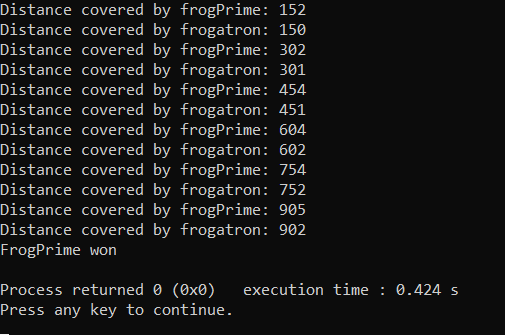 Distance covered by frogPrime: 152
Distance covered by frogatron: 150
Distance covered by frogPrime: 302
Distance covered by frogatron: 301
Distance covered by frogPrime: 454
Distance covered by frogatron: 451
Distance covered by frogPrime: 604
Distance covered by frogatron: 602
Distance covered by frogPrime: 754
Distance covered by frogatron: 752
Distance covered by frogPrime: 905
Distance covered by frogatron: 902
FrogPrime won

Process returned 0 (0x0)   execution time : 0.424 s
Press any key to continue.